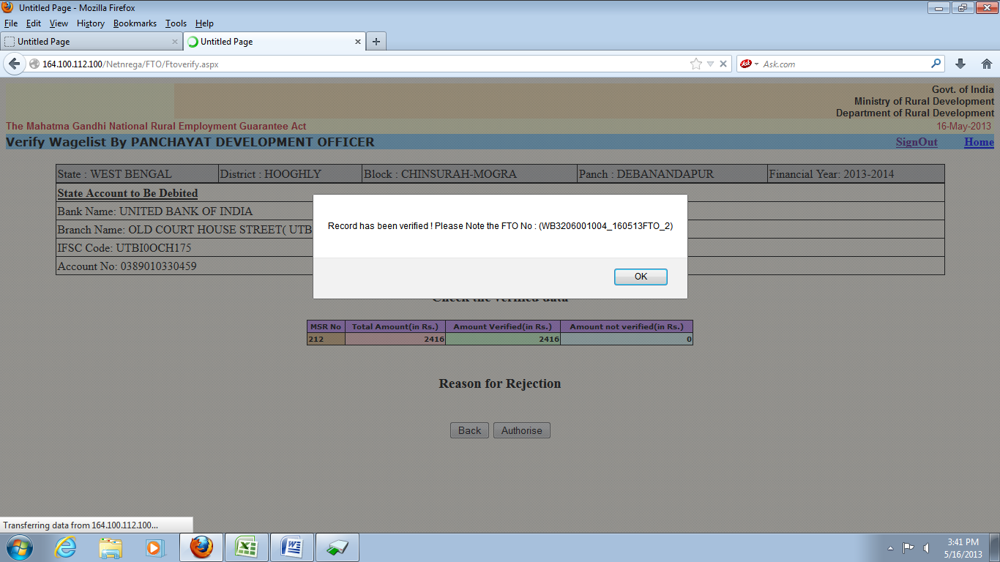 Untitled Page - Mozilla Firefox
File Edit View History Bookmarks Tools Help
Untitled Page × Untitled Page × +
164.100.112.100/Netnrega/FTO/Ftoverify.aspx Ask Ask.com
Govt. of India
Ministry of Rural Development
Department of Rural Development
The Mahatma Gandhi National Rural Employment Guarantee Act 16-May-2013
Verify Wagelist By PANCHAYAT DEVELOPMENT OFFICER SignOut Home
State : WEST BENGAL District : HOOGHLY Block : CHINSURAH-MOGRA Panch : DEBANANDAPUR Financial Year: 2013-2014
State Account to Be Debited
Bank Name: UNITED BANK OF INDIA
Record has been verified ! Please Note the FTO No : (WB3206001004_160513FTO_2)
Branch Name: OLD COURT HOUSE STREET( UTB
IFSC Code: UTBI0OCH175
Account No: 0389010330459
OK
Check the verified data
MSR No Total Amount(in Rs.) Amount Verified(in Rs.) Amount not verified(in Rs.)
212 2416 2416 0
Reason for Rejection
Back Authorise
Transferring data from 164.100.112.100...
3:41 PM
5/16/2013